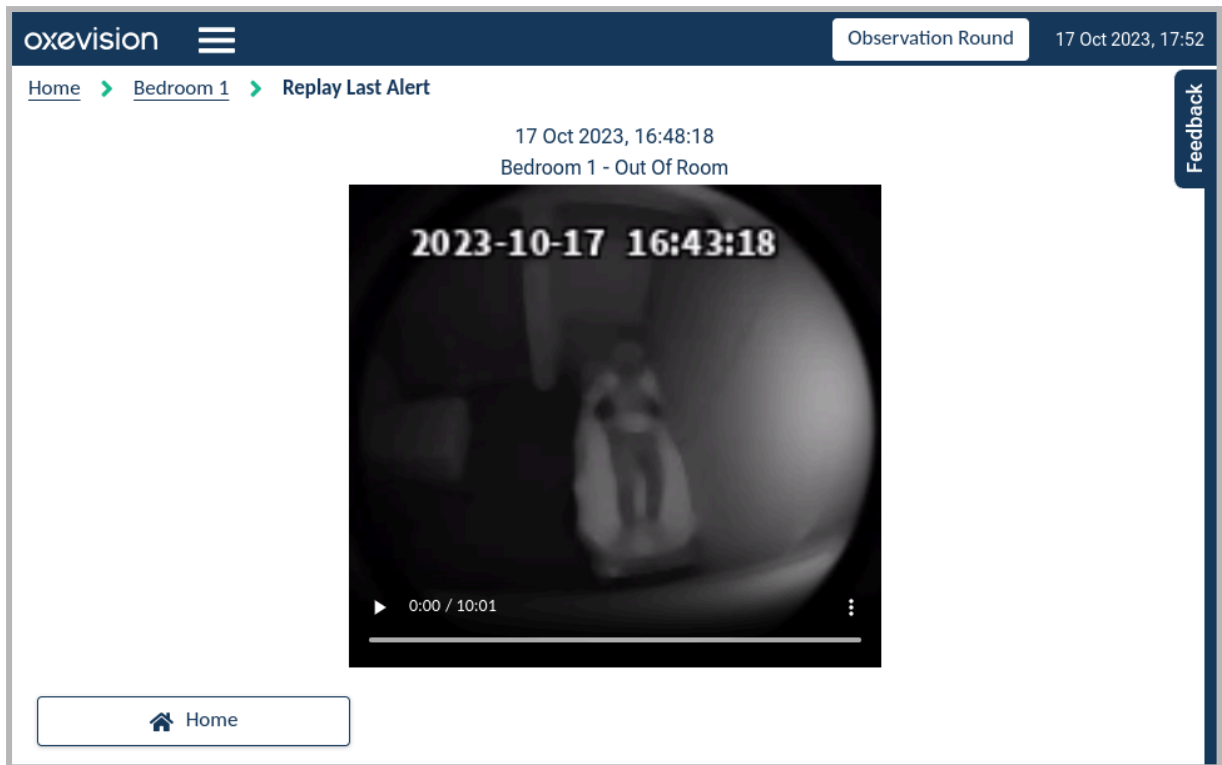 oxevision
Observation Round
17 Oct 2023, 17:52
Home > Bedroom 1 > Replay Last Alert
Feedback
17 Oct 2023, 16:48:18
Bedroom 1 - Out Of Room
2023-10-17 16:43:18
0:00 / 10:01
Home